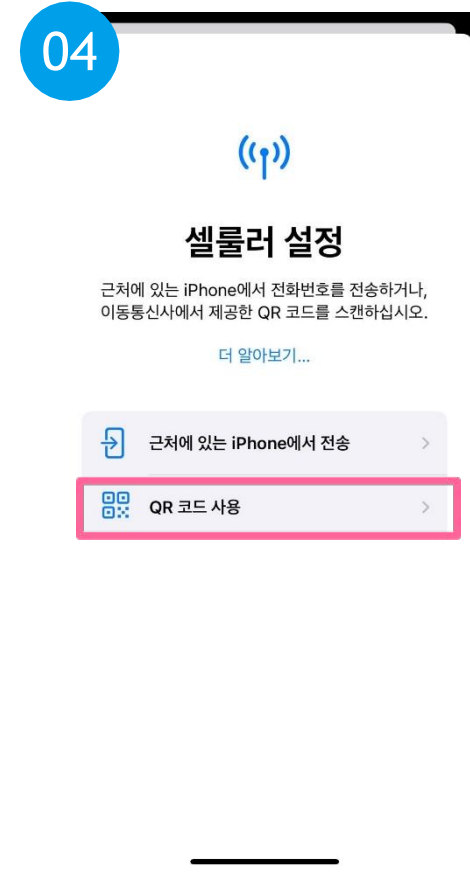 04
셀룰러 설정
근처에 있는 iPhone에서 전화번호를 전송하거나,
이동통신사에서 제공한 QR 코드를 스캔하십시오.
더 알아보기...
근처에 있는 iPhone에서 전송
QR 코드 사용